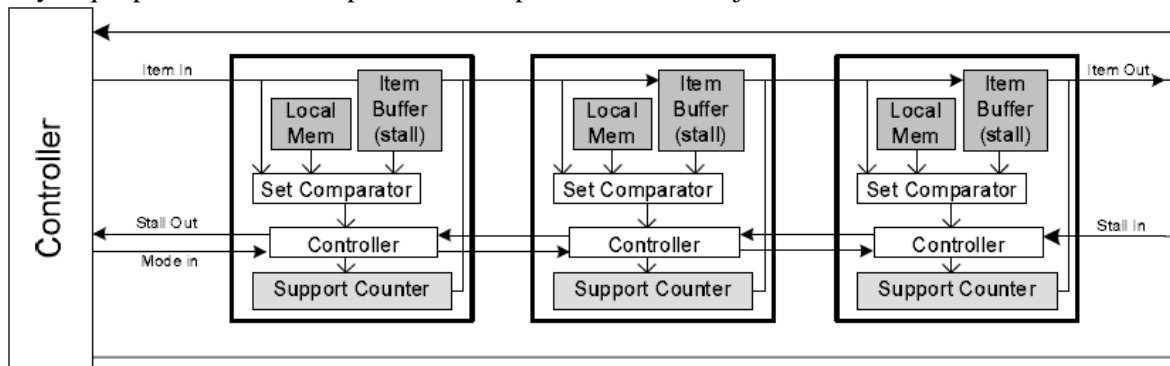 Controller
Item In
Item
Buffer
(stall)
Local
Mem
Set Comparator
Controller
Support Counter
Item
Buffer
(stall)
Local
Mem
Set Comparator
Controller
Support Counter
Item
Buffer
(stall)
Local
Mem
Set Comparator
Controller
Support Counter
Item Out
Stall Out
Mode in
Stall In